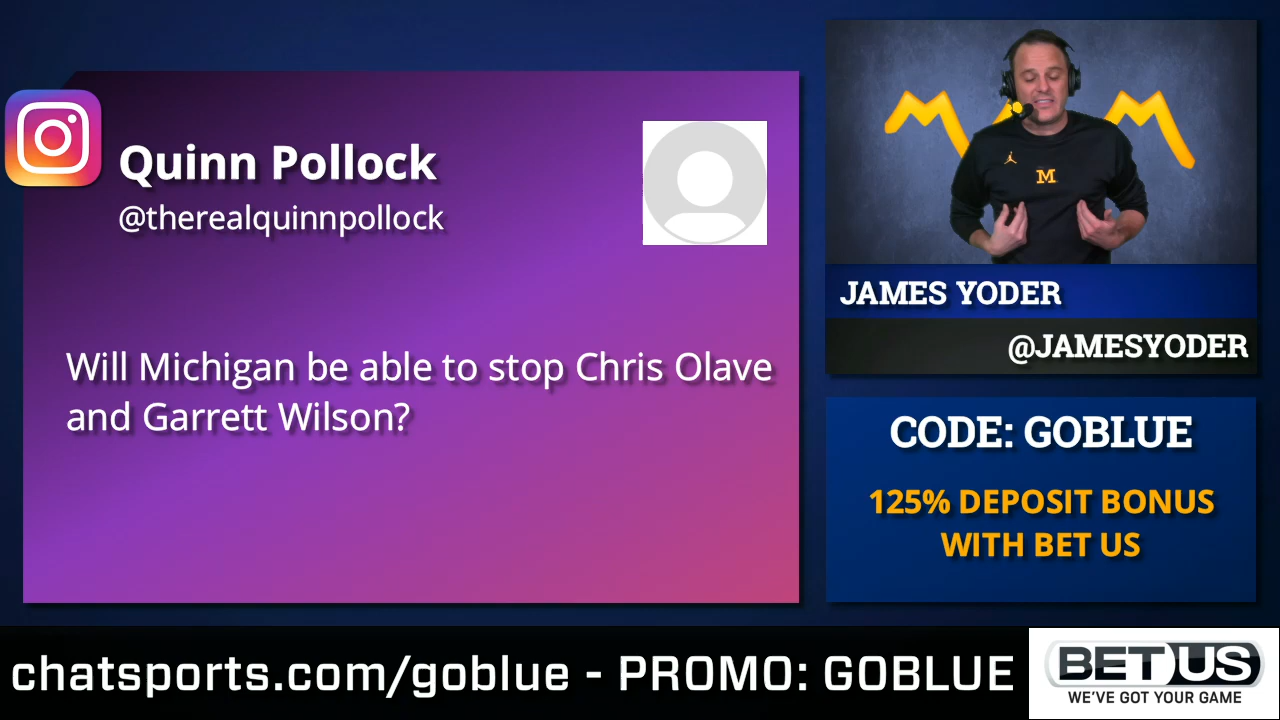 Quinn Pollock
@therealquinnpollock
Will Michigan be able to stop Chris Olave
and Garrett Wilson?
M
JAMES YODER
@JAMESYODER
CODE: GOBLUE
125% DEPOSIT BONUS
WITH BET US
chatsports.com/goblue - PROMO: GOBLUE
BETUS
WE'VE GOT YOUR GAME